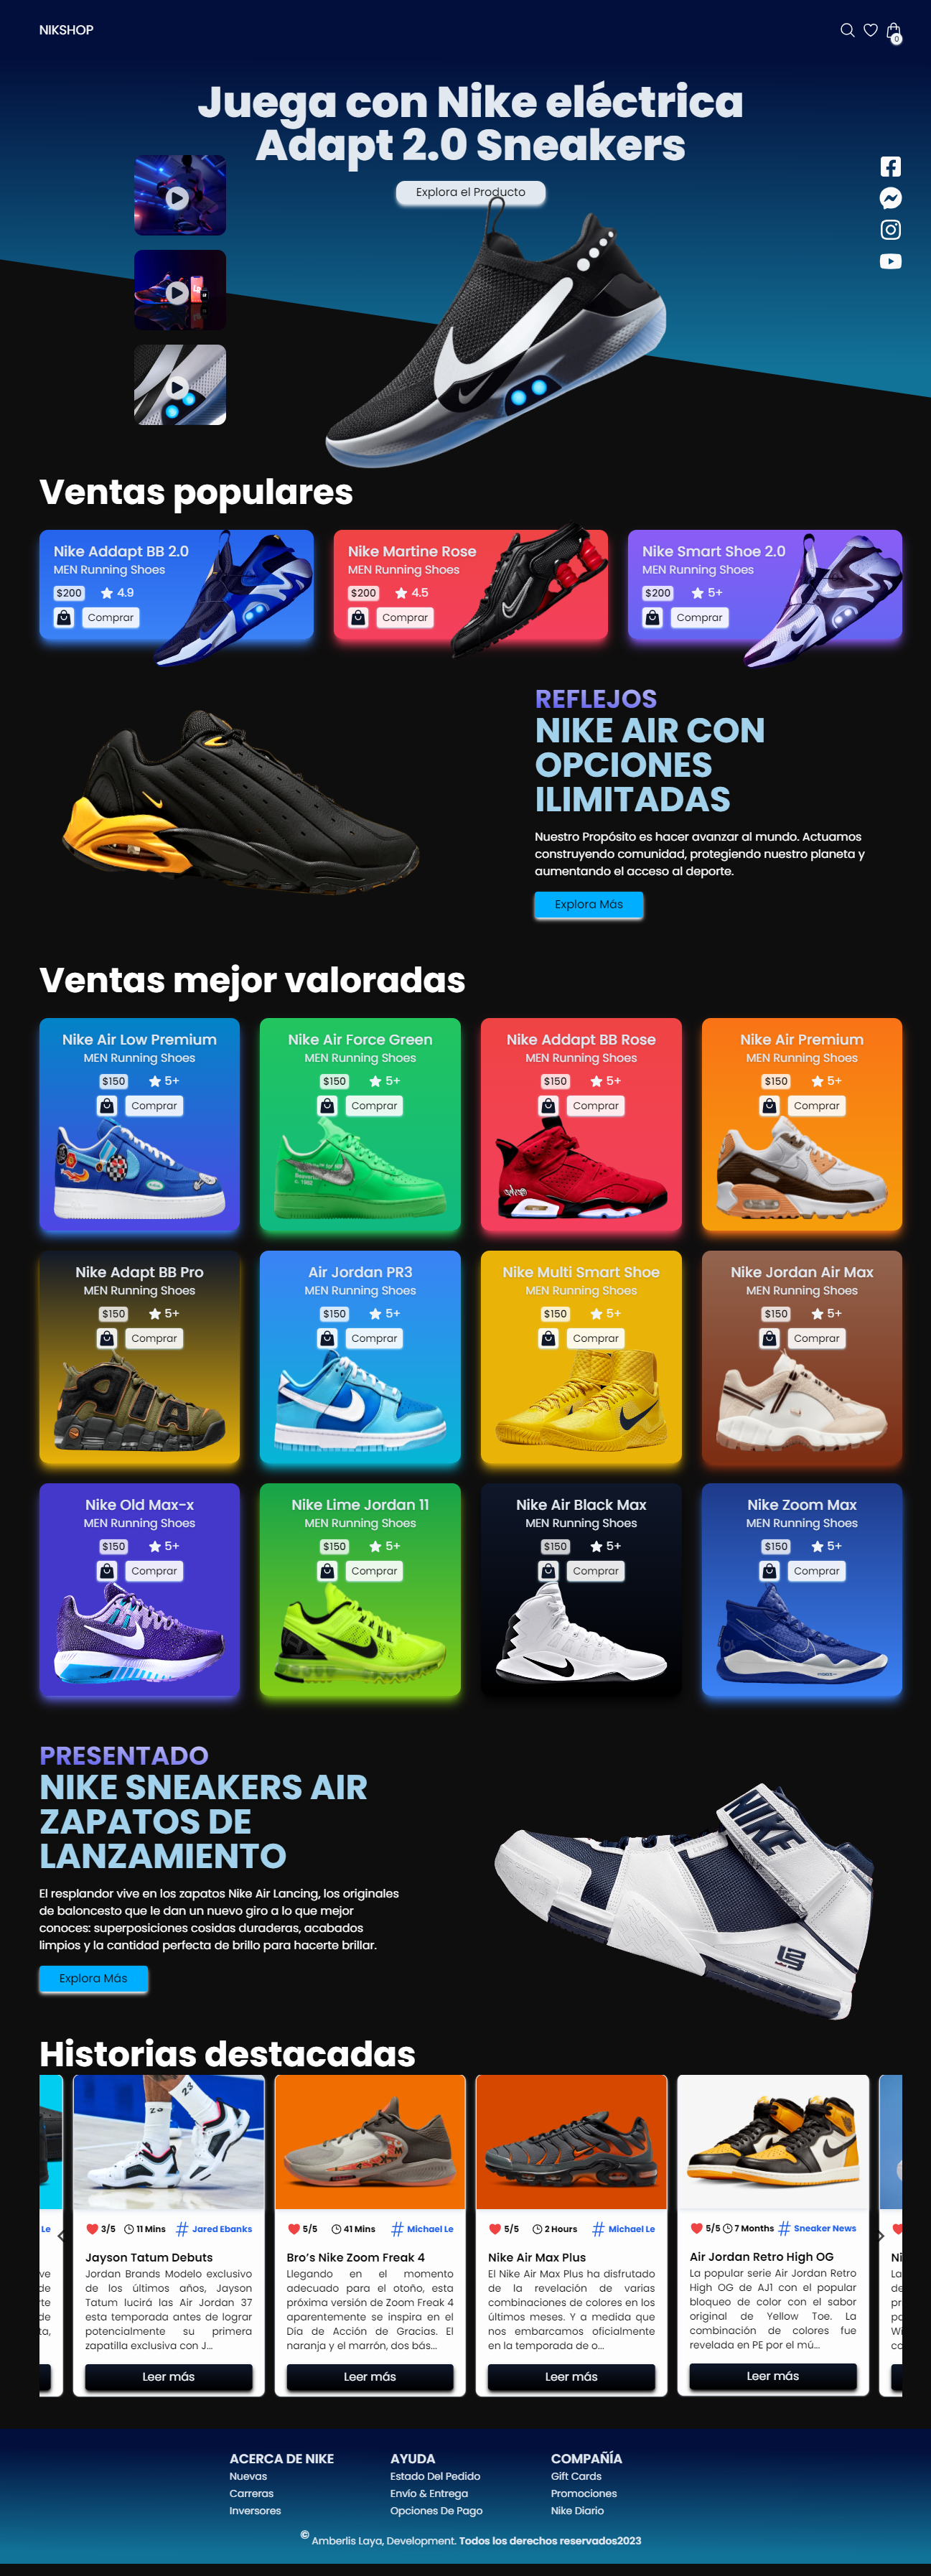 NIKSHOP
0
Juega con Nike eléctrica
Adapt 2.0 Sneakers
Explora el Producto
Ventas populares
Nike Addapt BB 2.0
MEN Running Shoes
$200 4.9
Comprar
Nike Martine Rose
MEN Running Shoes
$200 4.5
Comprar
Nike Smart Shoe 2.0
MEN Running Shoes
$200 5+
Comprar
REFLEJOS
NIKE AIR CON
OPCIONES
ILIMITADAS
Nuestro Propósito es hacer avanzar al mundo. Actuamos
construyendo comunidad, protegiendo nuestro planeta y
aumentando el acceso al deporte.
Explora Más
Ventas mejor valoradas
Nike Air Low Premium
MEN Running Shoes
$150 5+
Comprar
Nike Air Force Green
MEN Running Shoes
$150 5+
Comprar
Nike Addapt BB Rose
MEN Running Shoes
$150 5+
Comprar
Nike Air Premium
MEN Running Shoes
$150 5+
Comprar
Nike Adapt BB Pro
MEN Running Shoes
$150 5+
Comprar
Air Jordan PR3
MEN Running Shoes
$150 5+
Comprar
Nike Multi Smart Shoe
MEN Running Shoes
$150 5+
Comprar
Nike Jordan Air Max
MEN Running Shoes
$150 5+
Comprar
Nike Old Max-x
MEN Running Shoes
$150 5+
Comprar
Nike Lime Jordan 11
MEN Running Shoes
$150 5+
Comprar
Nike Air Black Max
MEN Running Shoes
$150 5+
Comprar
Nike Zoom Max
MEN Running Shoes
$150 5+
Comprar
PRESENTADO
NIKE SNEAKERS AIR
ZAPATOS DE
LANZAMIENTO
El resplandor vive en los zapatos Nike Air Lancing, los originales
de baloncesto que le dan un nuevo giro a lo que mejor
conoces: superposiciones cosidas duraderas, acabados
limpios y la cantidad perfecta de brillo para hacerte brillar.
Explora Más
NIKE
Historias destacadas
Le
3/5 11 Mins # Jared Ebanks
Jayson Tatum Debuts
Jordan Brands Modelo exclusivo
de los últimos años, Jayson
Tatum lucirá las Air Jordan 37
esta temporada antes de lograr
potencialmente su primera
zapatilla exclusiva con J...
Leer más
5/5 41 Mins # Michael Le
Bro's Nike Zoom Freak 4
Llegando en el momento
adecuado para el otoño, esta
próxima versión de Zoom Freak 4
aparentemente se inspira en el
Día de Acción de Gracias. El
naranja y el marrón, dos bás...
Leer más
5/5 2 Hours # Michael Le
Nike Air Max Plus
El Nike Air Max Plus ha disfrutado
de la revelación de varias
combinaciones de colores en los
últimos meses. Y a medida que
nos embarcamos oficialmente
en la temporada de o...
Leer más
5/5 7 Months # Sneaker News
Air Jordan Retro High OG
La popular serie Air Jordan Retro
High OG de AJ1 con el popular
bloqueo de color con el sabor
original de Yellow Toe. La
combinación de colores fue
revelada en PE por el mú...
Leer más
ACERCA DE NIKE
Nuevas
Carreras
Inversores
AYUDA
Estado Del Pedido
Envío & Entrega
Opciones De Pago
COMPAÑÍA
Gift Cards
Promociones
Nike Diario
© Amberlis Laya, Development. Todos los derechos reservados2023